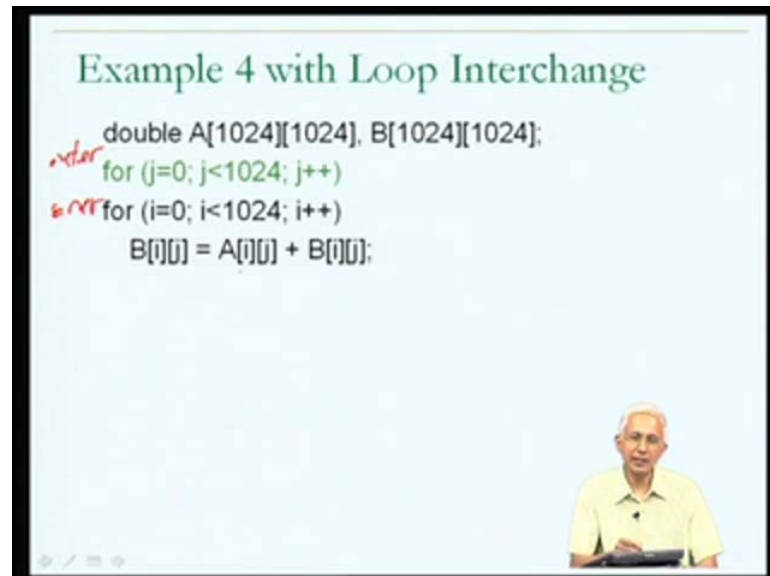 Example 4 with Loop Interchange
double A[1024][1024], B[1024][1024];
for (j=0; j<1024; j++)
for (i=0; i<1024; i++)
B[i][j] = A[i][j] + B[i][j];